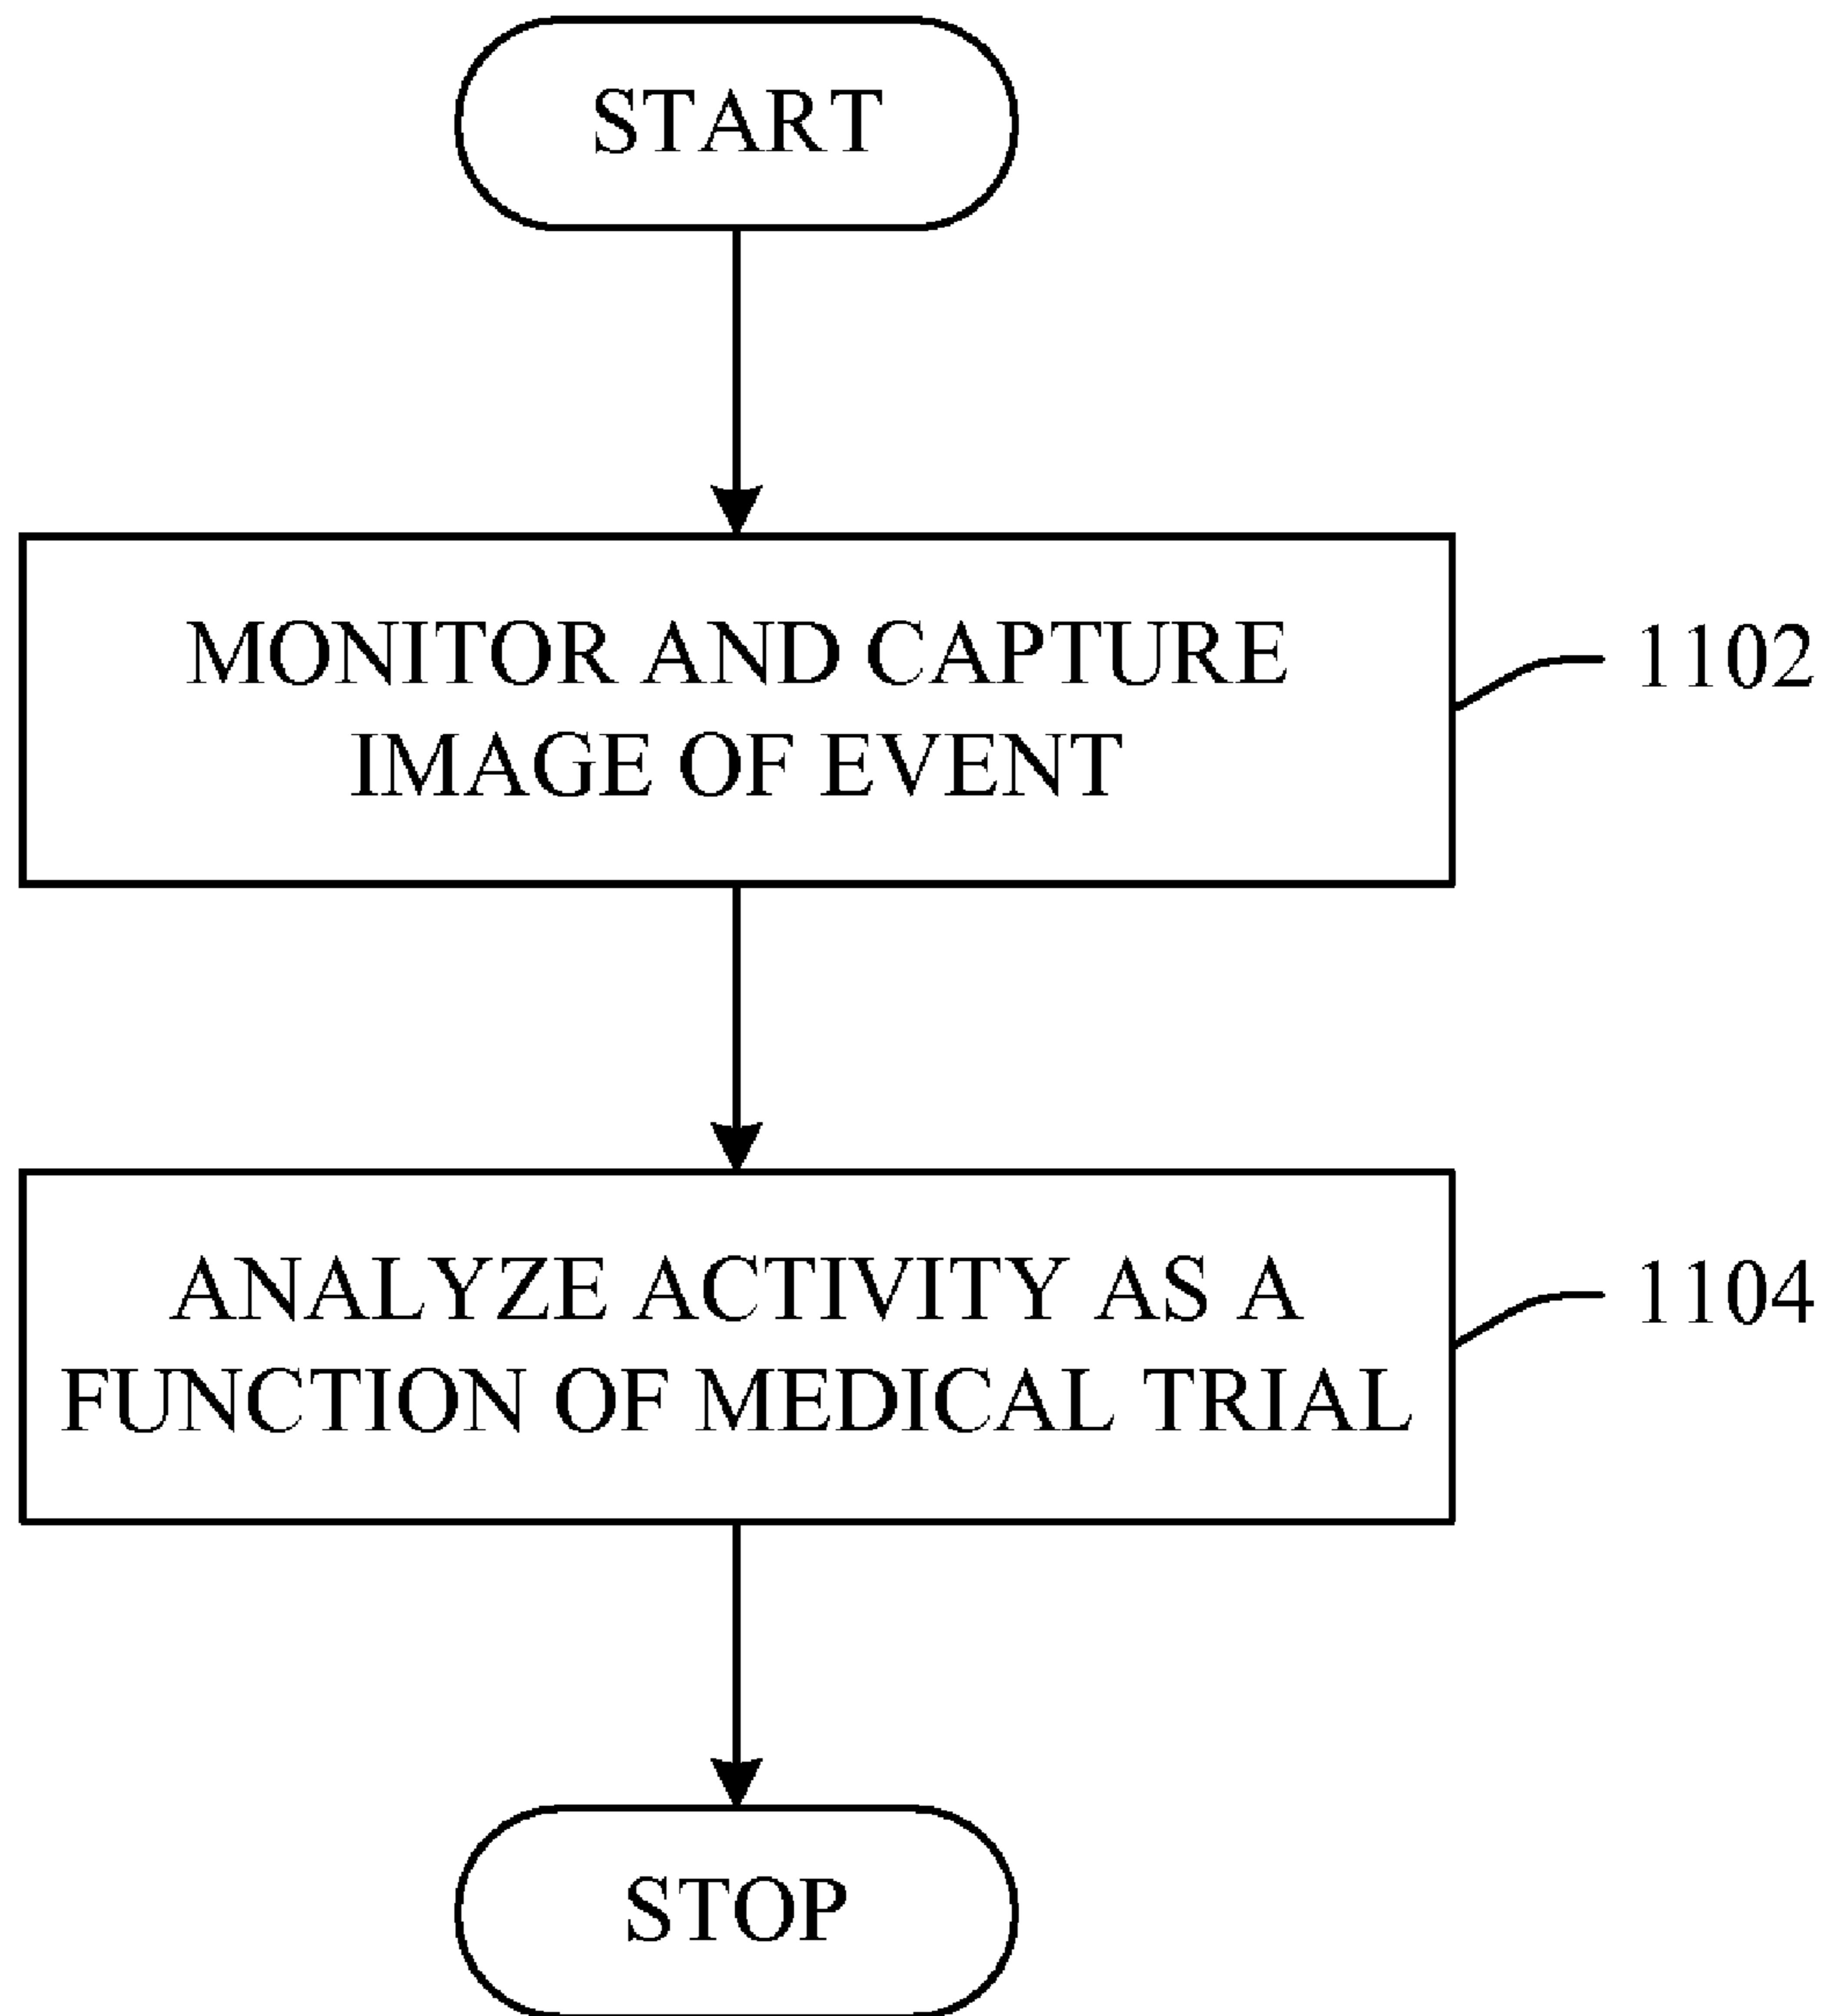 START
MONITOR AND CAPTURE
IMAGE OF EVENT
1102
ANALYZE ACTIVITY AS A
FUNCTION OF MEDICAL TRIAL
1104
STOP